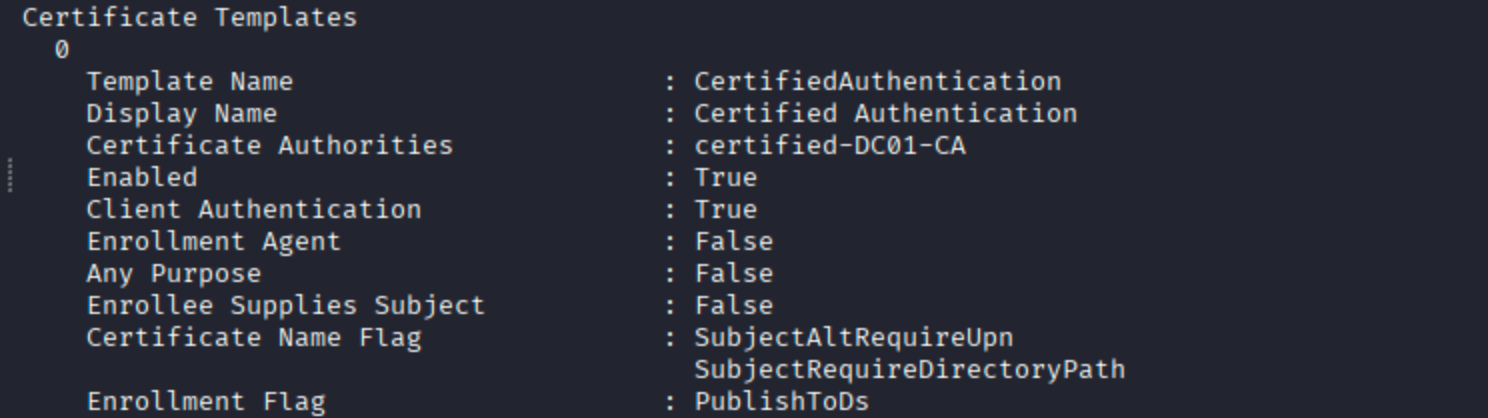 Certificate Templates
0
Template Name : CertifiedAuthentication
Display Name : Certified Authentication
Certificate Authorities : certified-DC01-CA
Enabled : True
Client Authentication : True
Enrollment Agent : False
Any Purpose : False
Enrollee Supplies Subject : False
Certificate Name Flag : SubjectAltRequireUpn
SubjectRequireDirectoryPath
Enrollment Flag : PublishToDs